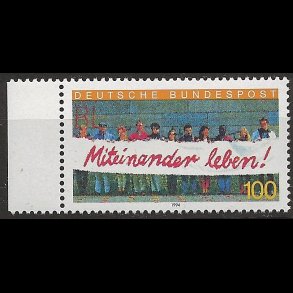 DEUTSCHE BUNDESPOST
Miteinander leben!
100
1994